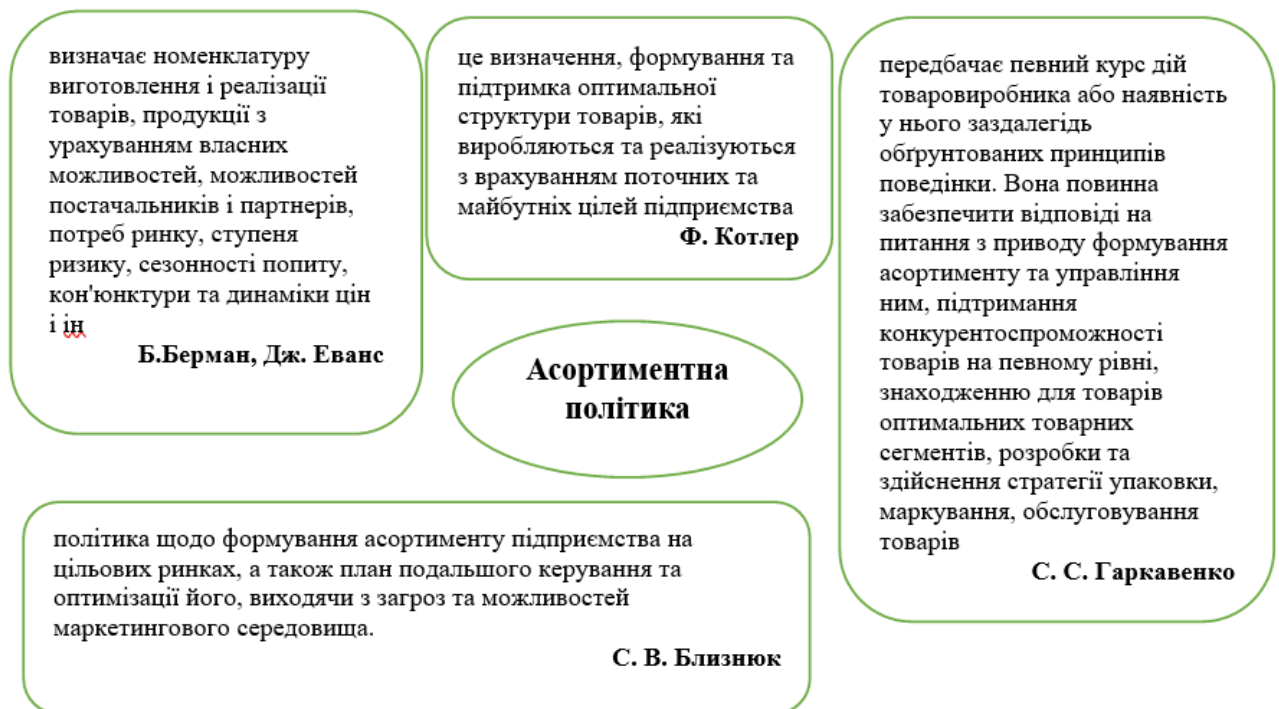 визначає номенклатуру
виготовлення і реалізації
товарів, продукції з
урахуванням власних
можливостей, можливостей
постачальників і партнерів,
потреб ринку, ступеня
ризику, сезонності попиту,
кон'юнктури та динаміки цін
і ін
Б.Берман, Дж. Еванс
це визначення, формування та
підтримка оптимальної
структури товарів, які
виробляються та реалізуються
з врахуванням поточних та
майбутніх цілей підприємства
Ф. Котлер
передбачає певний курс дій
товаровиробника або наявність
у нього заздалегідь
обґрунтованих принципів
поведінки. Вона повинна
забезпечити відповіді на
питання з приводу формування
асортименту та управління
ним, підтримання
конкурентоспроможності
товарів на певному рівні,
знаходженню для товарів
оптимальних товарних
сегментів, розробки та
здійснення стратегії упаковки,
маркування, обслуговування
товарів
С. С. Гаркавенко
Асортиментна
політика
політика щодо формування асортименту підприємства на
цільових ринках, а також план подальшого керування та
оптимізації його, виходячи з загроз та можливостей
маркетингового середовища.
С. В. Близнюк